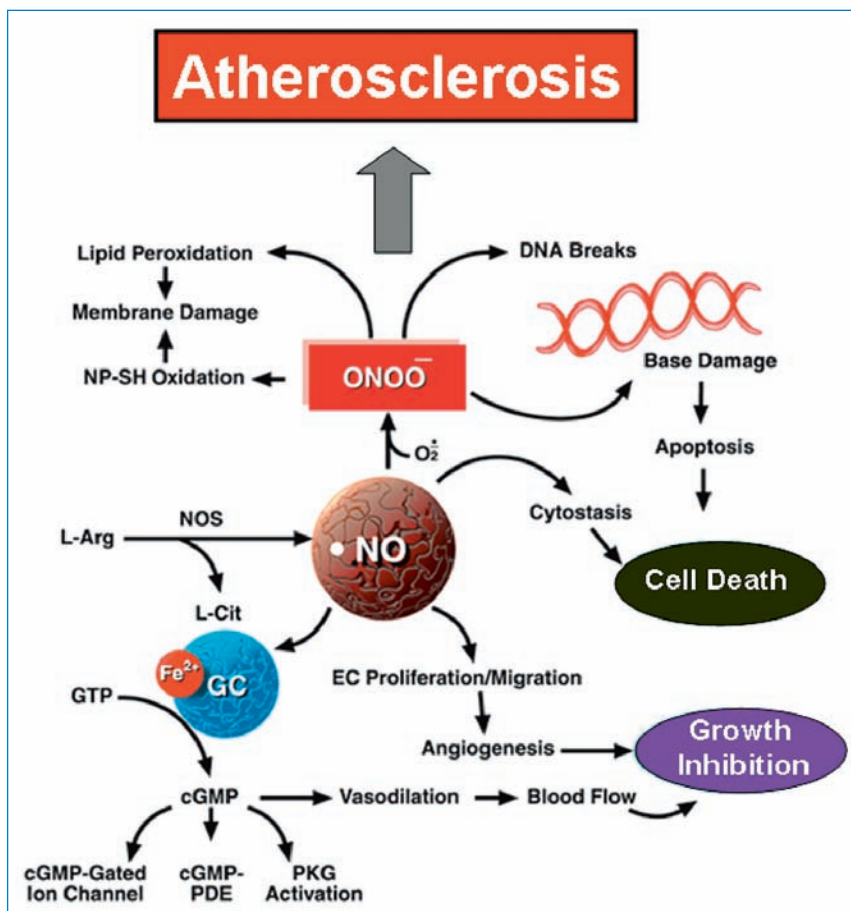 Atherosclerosis
Lipid Peroxidation
DNA Breaks
Membrane Damage
NP-SH Oxidation
ONOO⁻
Base Damage
Apoptosis
O₂•⁻
NOS
L-Arg
•NO
Cytostasis
Cell Death
L-Cit
Fe²⁺
GC
GTP
EC Proliferation/Migration
Angiogenesis
Growth
Inhibition
cGMP
Vasodilation
Blood Flow
cGMP-Gated
Ion Channel
cGMP-
PDE
PKG
Activation